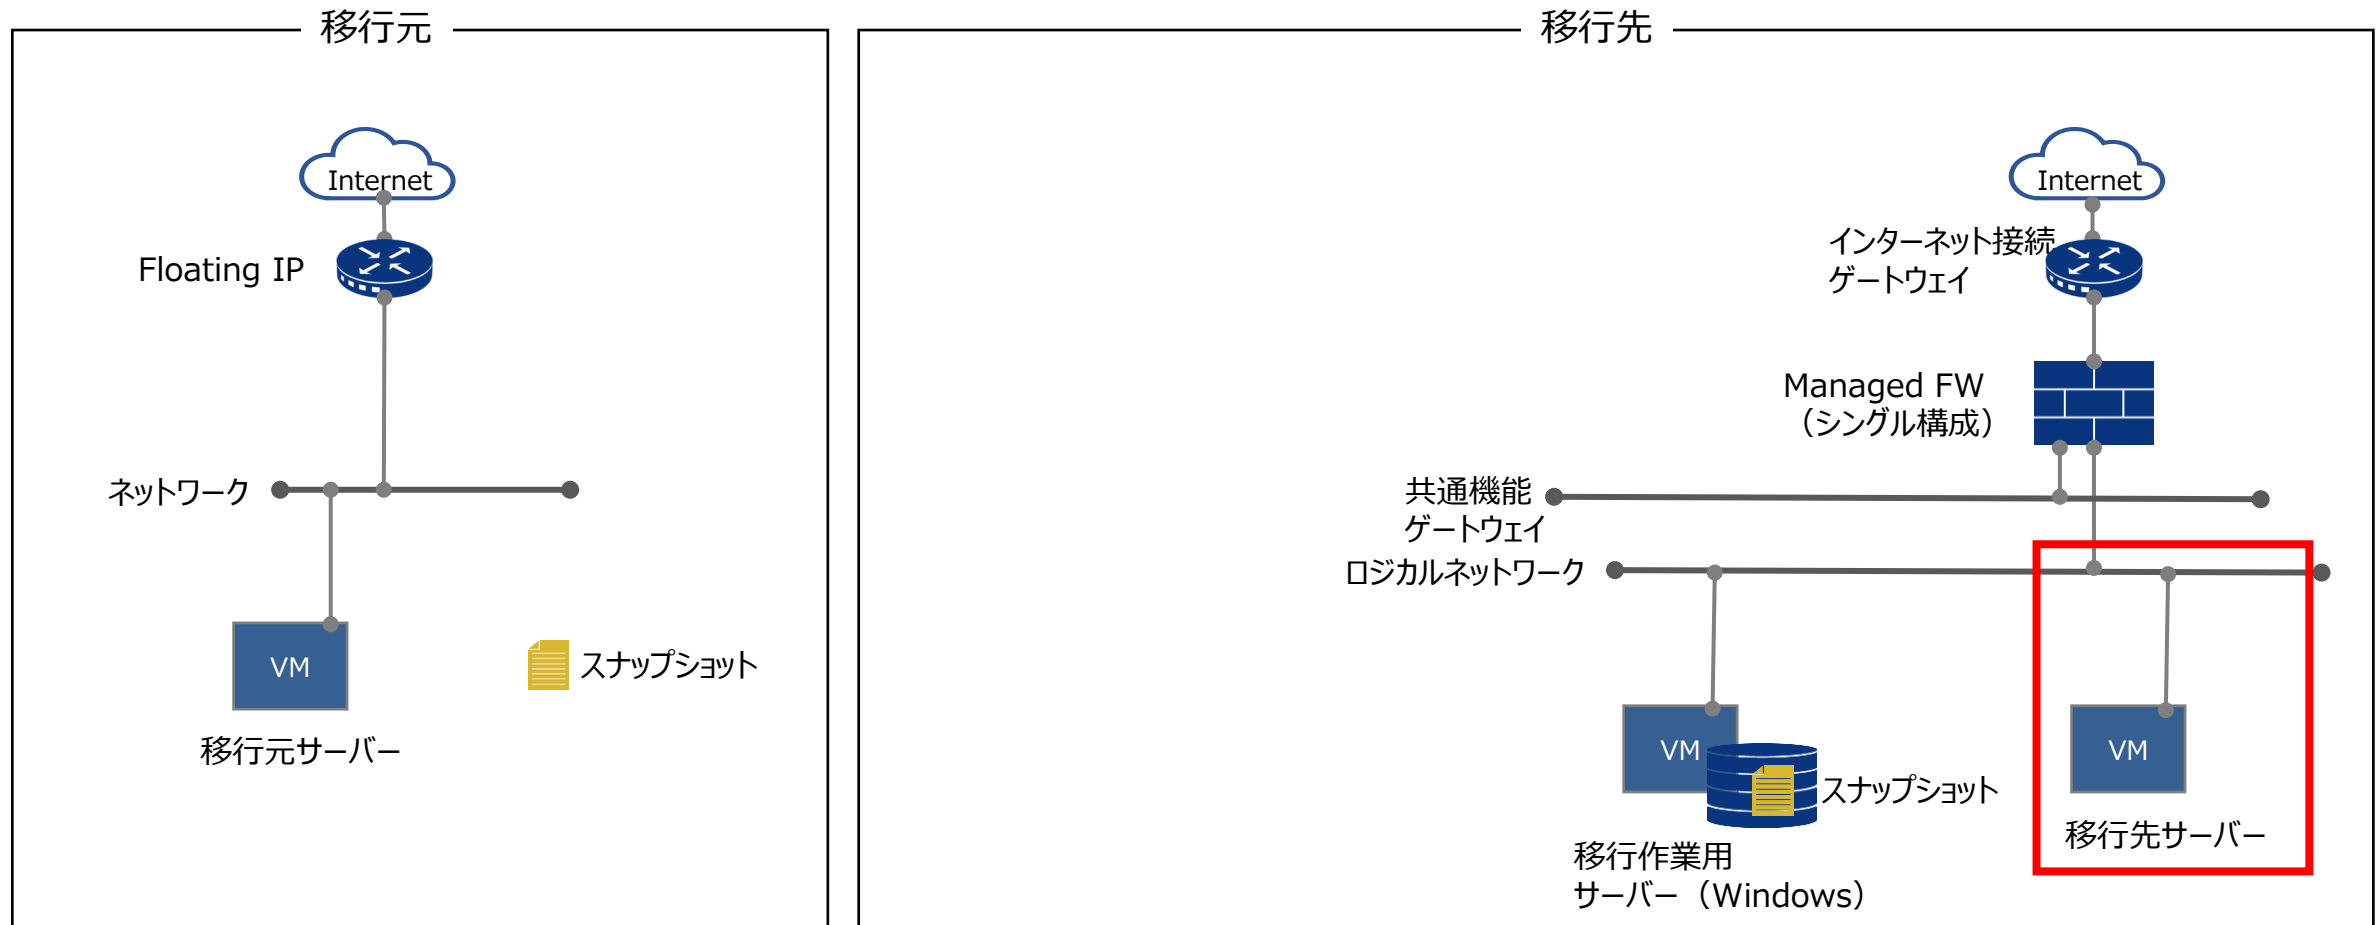 移行元
Internet
Floating IP
ネットワーク
VM
スナップショット
移行元サーバー
移行先
Internet
インターネット接続
ゲートウェイ
Managed FW
（シングル構成）
共通機能
ゲートウェイ
ロジカルネットワーク
VM
スナップショット
移行作業用
サーバー（Windows）
VM
移行先サーバー